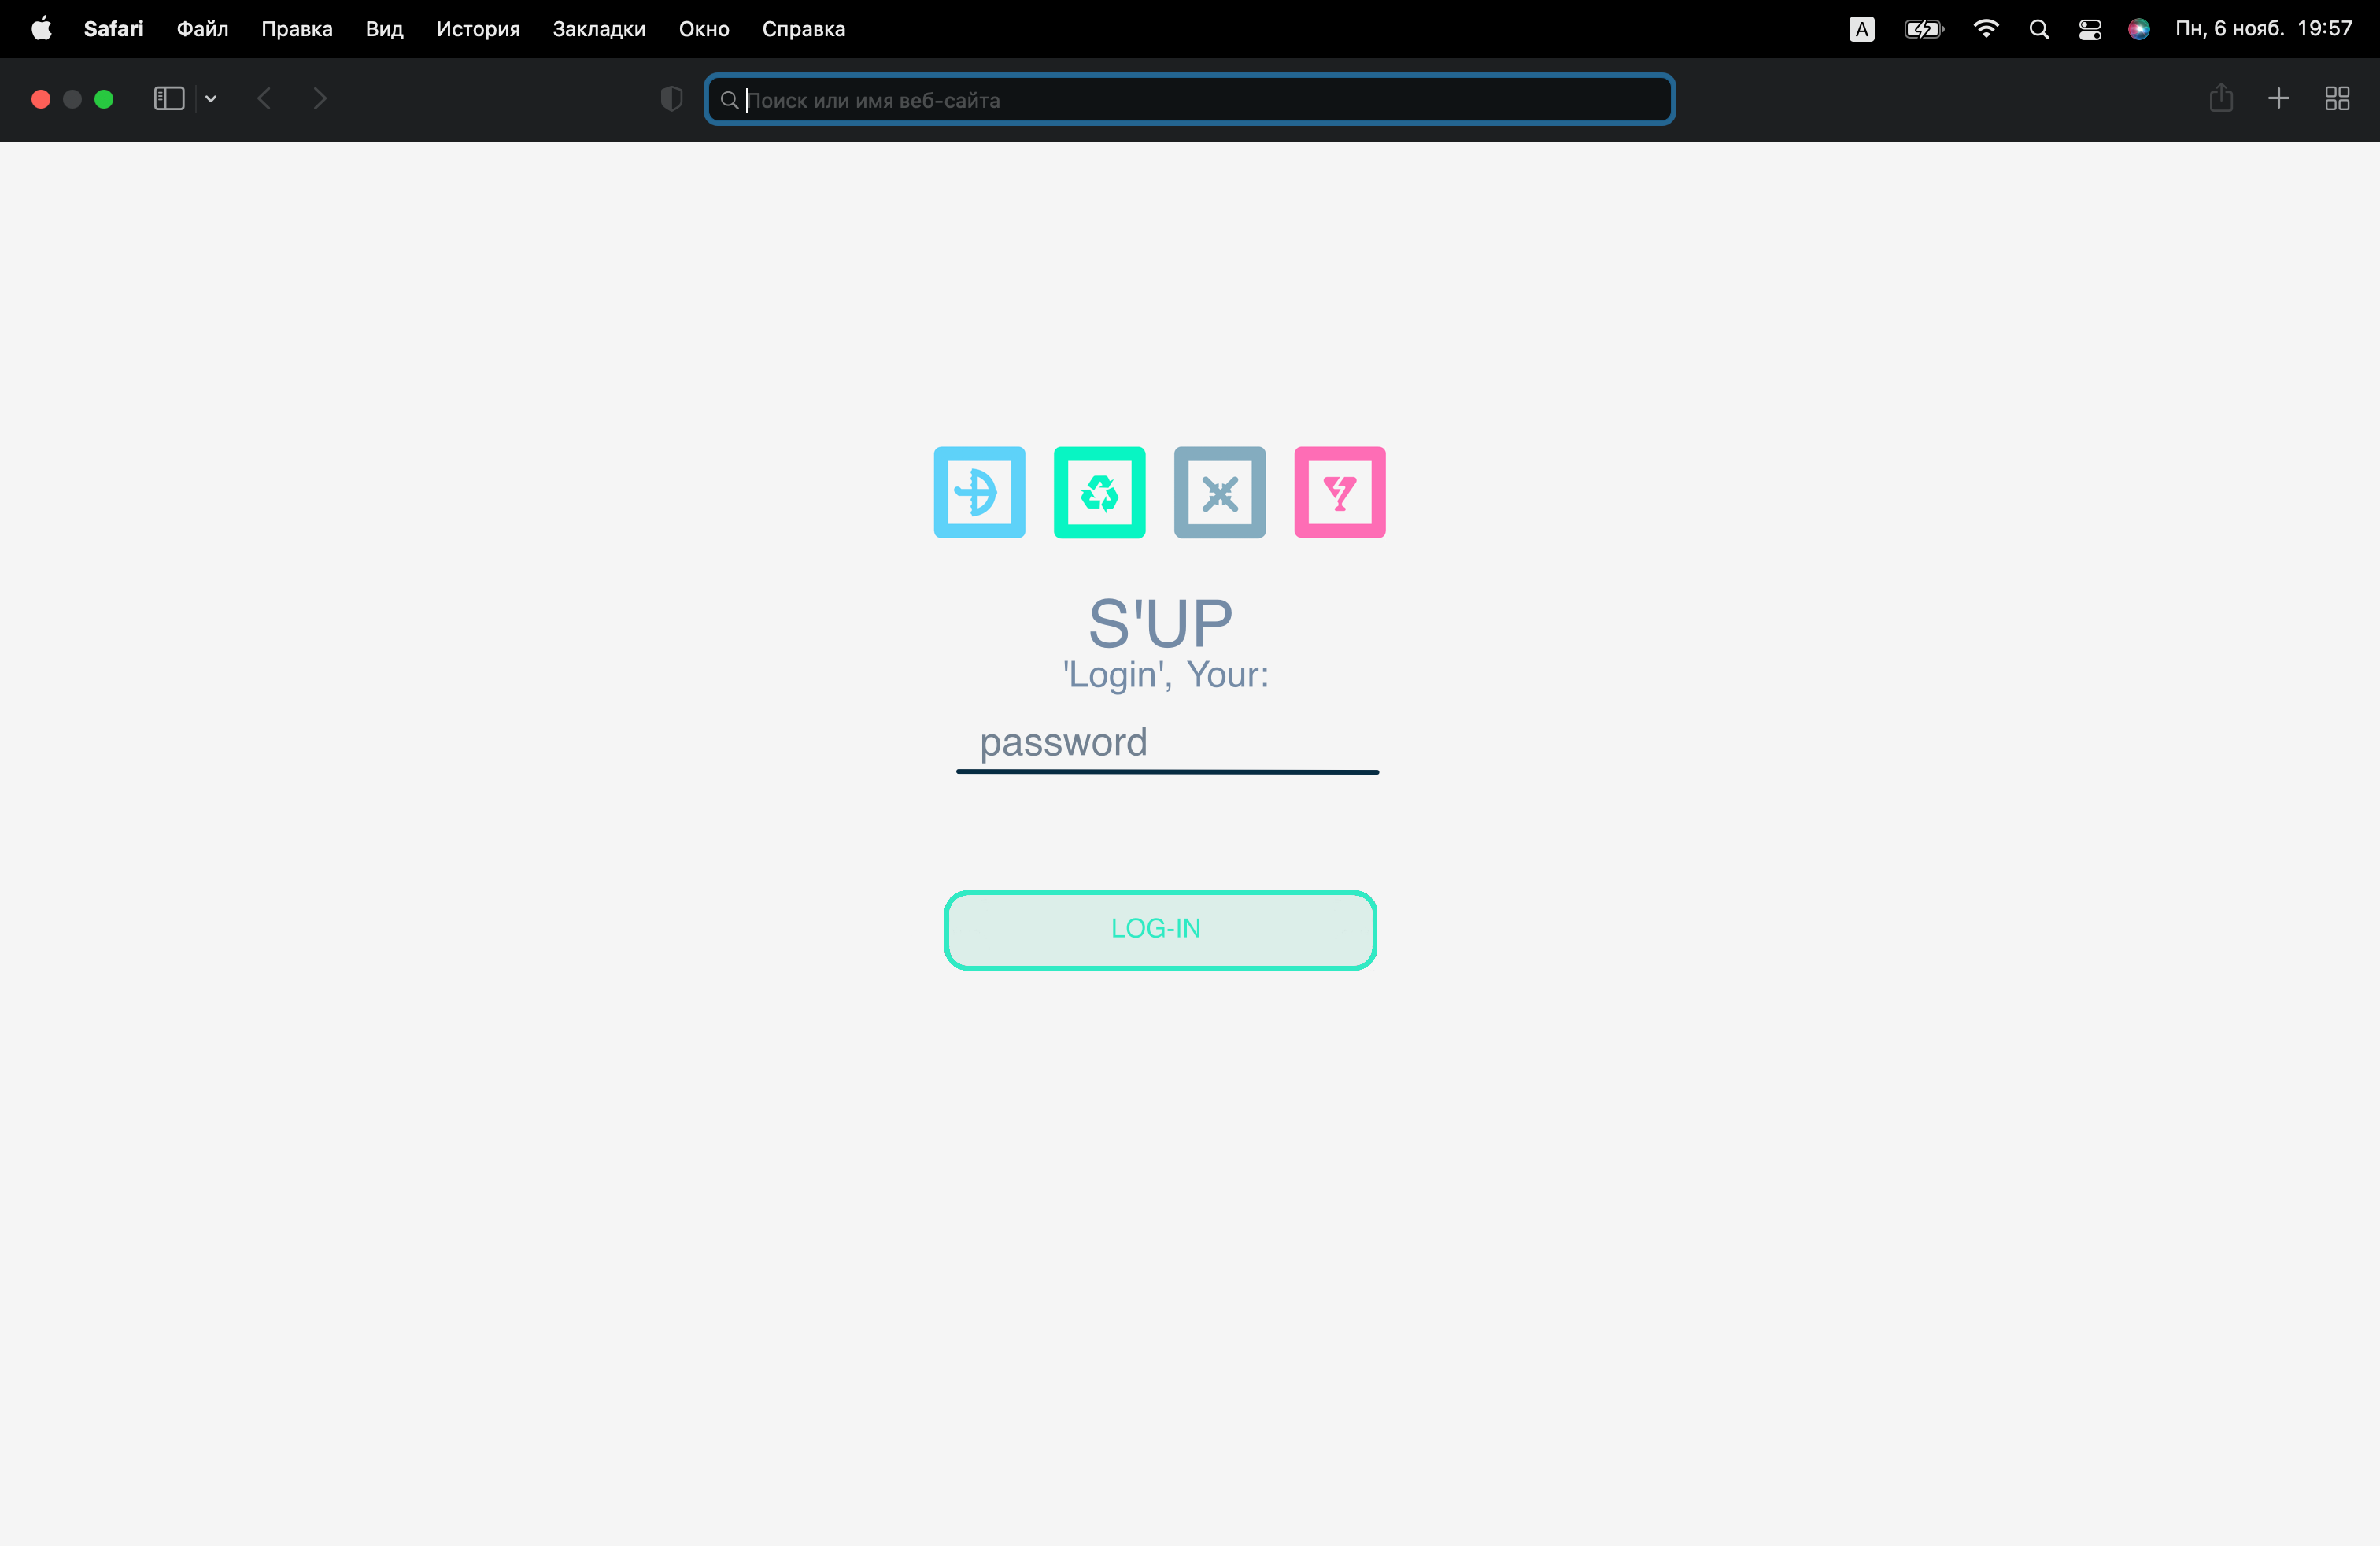 Safari Файл Правка Вид История Закладки Окно Справка A Пн, 6 нояб. 19:57
Поиск или имя веб-сайта
S'UP
'Login', Your:
password
LOG-IN